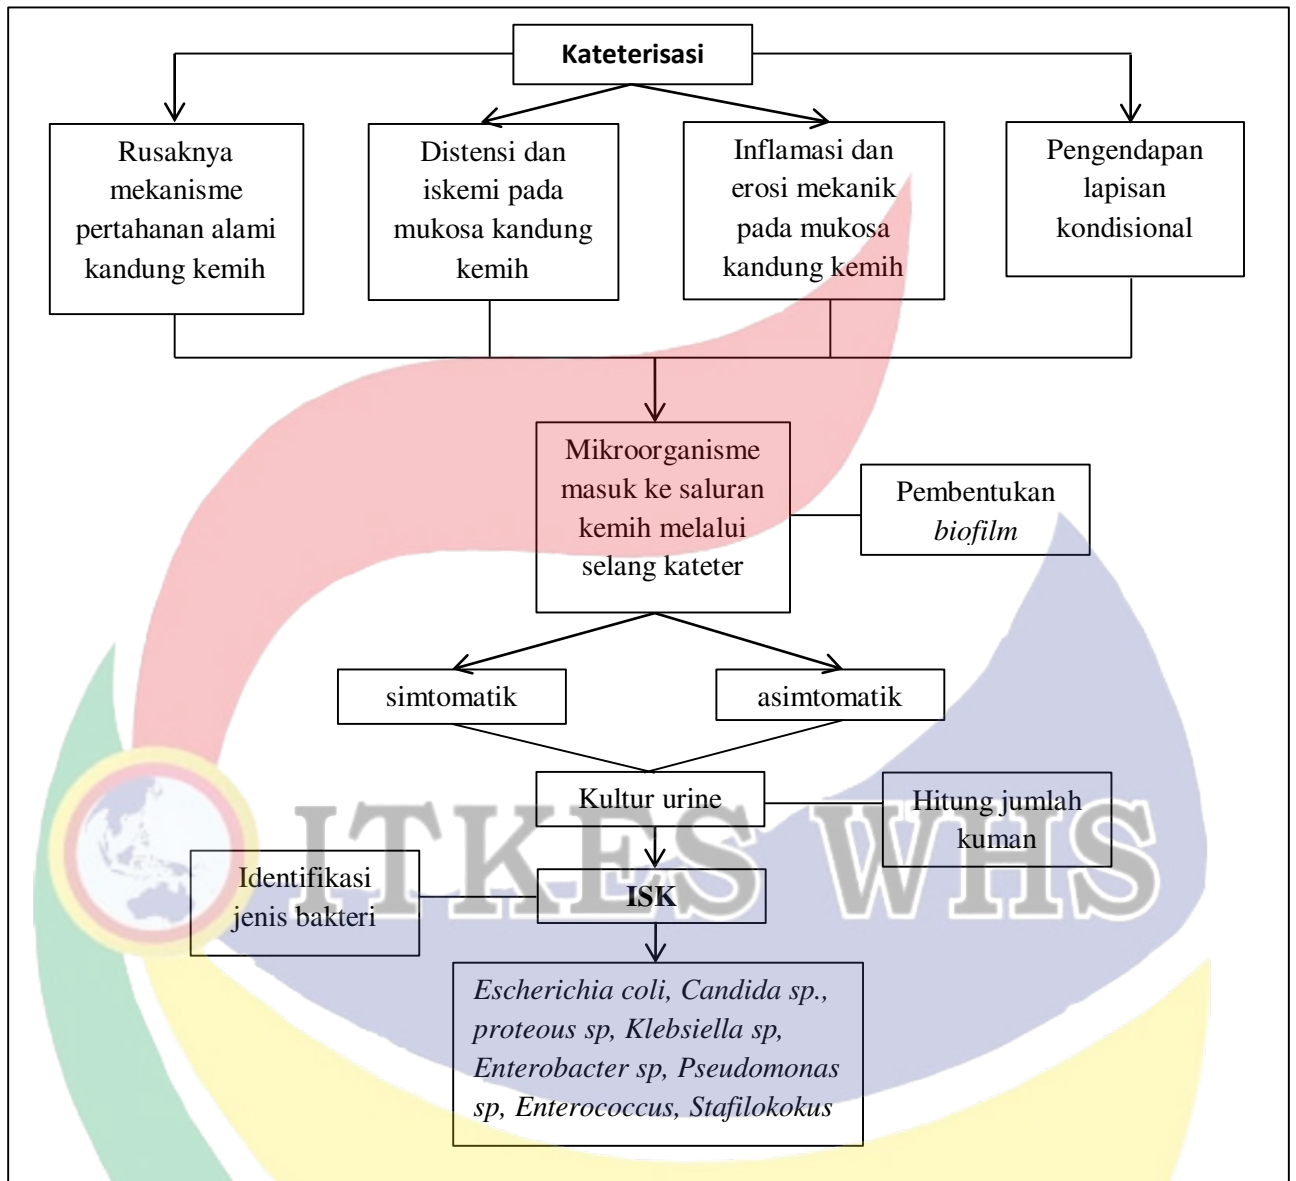 Kateterisasi
Rusaknya
mekanisme
pertahanan alami
kandung kemih
Distensi dan
iskemi pada
mukosa kandung
kemih
Inflamasi dan
erosi mekanik
pada mukosa
kandung kemih
Pengendapan
lapisan
kondisional
Mikroorganisme
masuk ke saluran
kemih melalui
selang kateter
Pembentukan
biofilm
simtomatik
asimtomatik
Kultur urine
Hitung jumlah
kuman
ITKES WHS
Identifikasi
jenis bakteri
ISK
Escherichia coli, Candida sp.,
proteous sp, Klebsiella sp,
Enterobacter sp, Pseudomonas
sp, Enterococcus, Stafilokokus